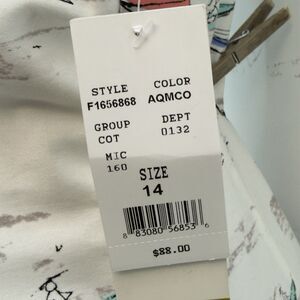 STYLE COLOR
F1656868 AQMCO
GROUP DEPT
COT 0132
MIC
160
SIZE
14
8 83080 56853 6
$88.00